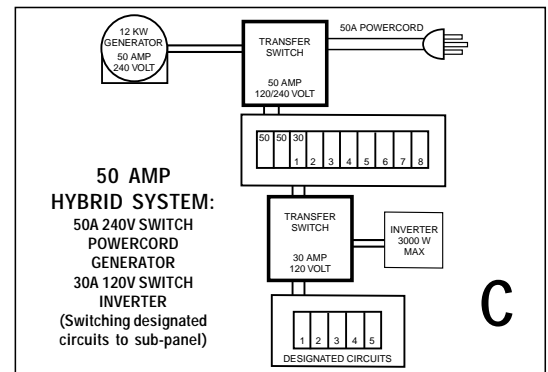 12 KW
GENERATOR
50 AMP
240 VOLT
TRANSFER
SWITCH
50 AMP
120/240 VOLT
50A POWERCORD
50 50 30
1 2 3 4 5 6 7 8
50 AMP
HYBRID SYSTEM:
50A 240V SWITCH
POWERCORD
GENERATOR
30A 120V SWITCH
INVERTER
(Switching designated
circuits to sub-panel)
TRANSFER
SWITCH
30 AMP
120 VOLT
INVERTER
3000 W
MAX
C
1 2 3 4 5
DESIGNATED CIRCUITS